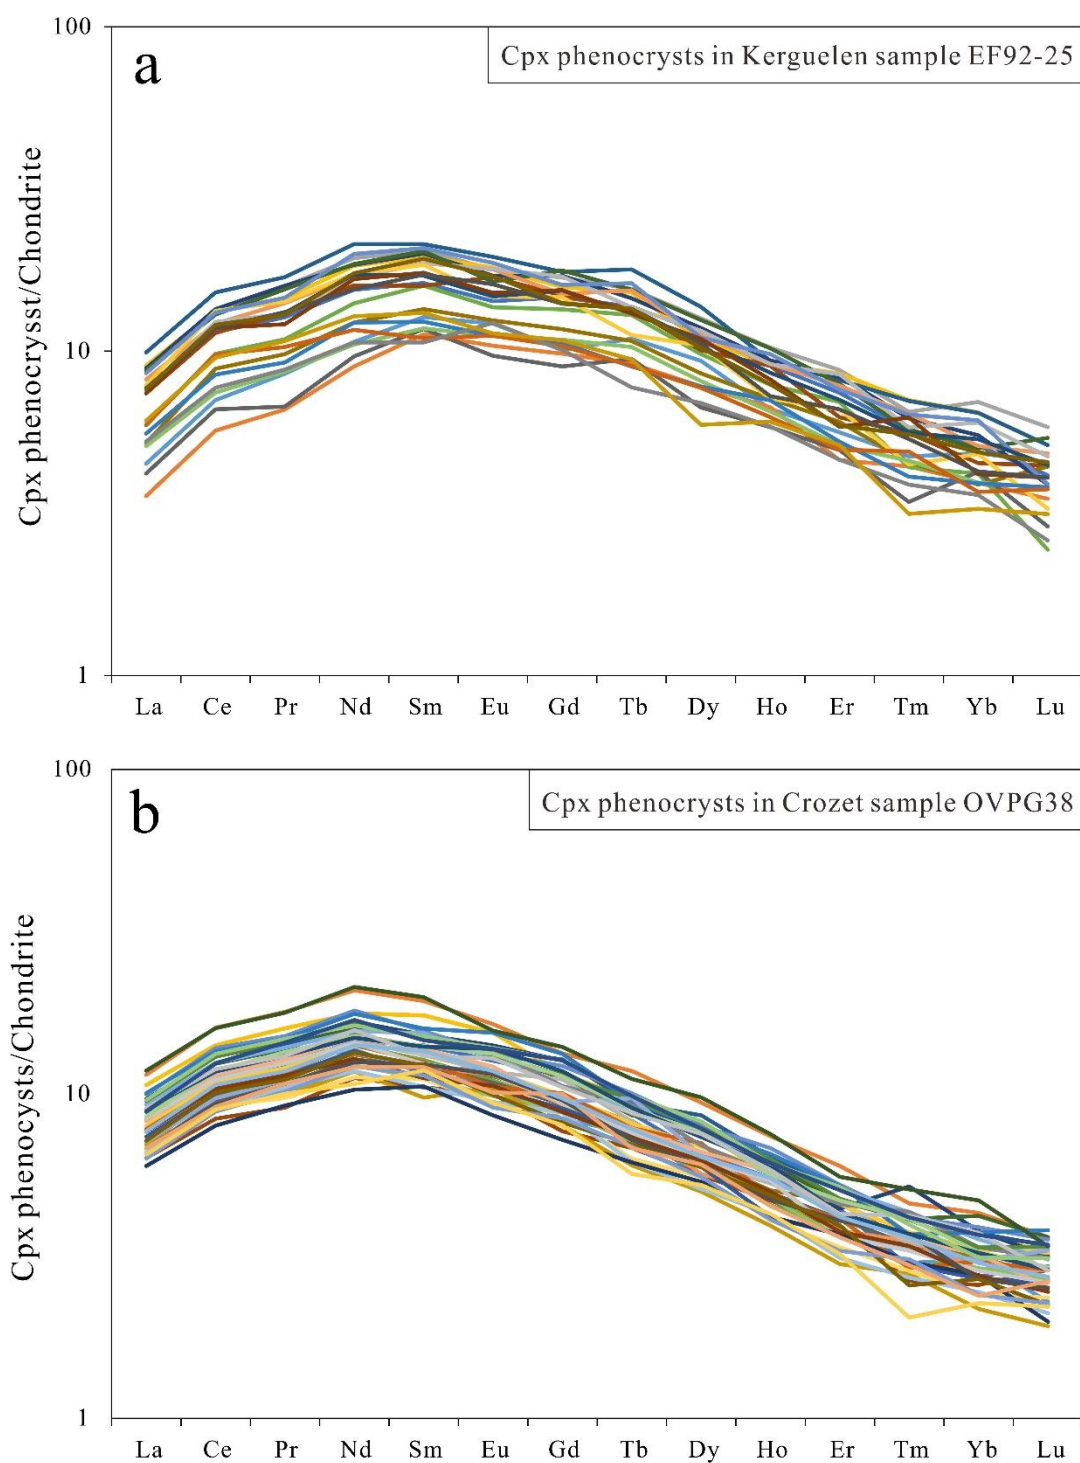 100
a
Cpx phenocrysts in Kerguelen sample EF92-25
Cpx phenocrysst/Chondrite
10
1
La Ce Pr Nd Sm Eu Gd Tb Dy Ho Er Tm Yb Lu
100
b
Cpx phenocrysts in Crozet sample OVPG38
Cpx phenocysts/Chondrite
10
1
La Ce Pr Nd Sm Eu Gd Tb Dy Ho Er Tm Yb Lu